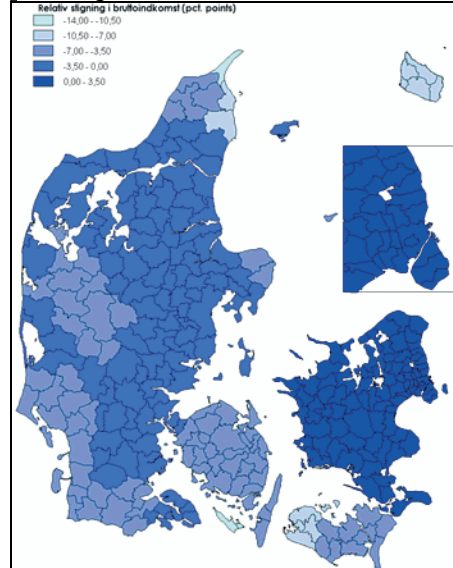 Relativ stigning i bruttoindkomst (pct. points)
-14,00 - -10,50
-10,50 - -7,00
-7,00 - -3,50
-3,50 - 0,00
0,00 - 3,50